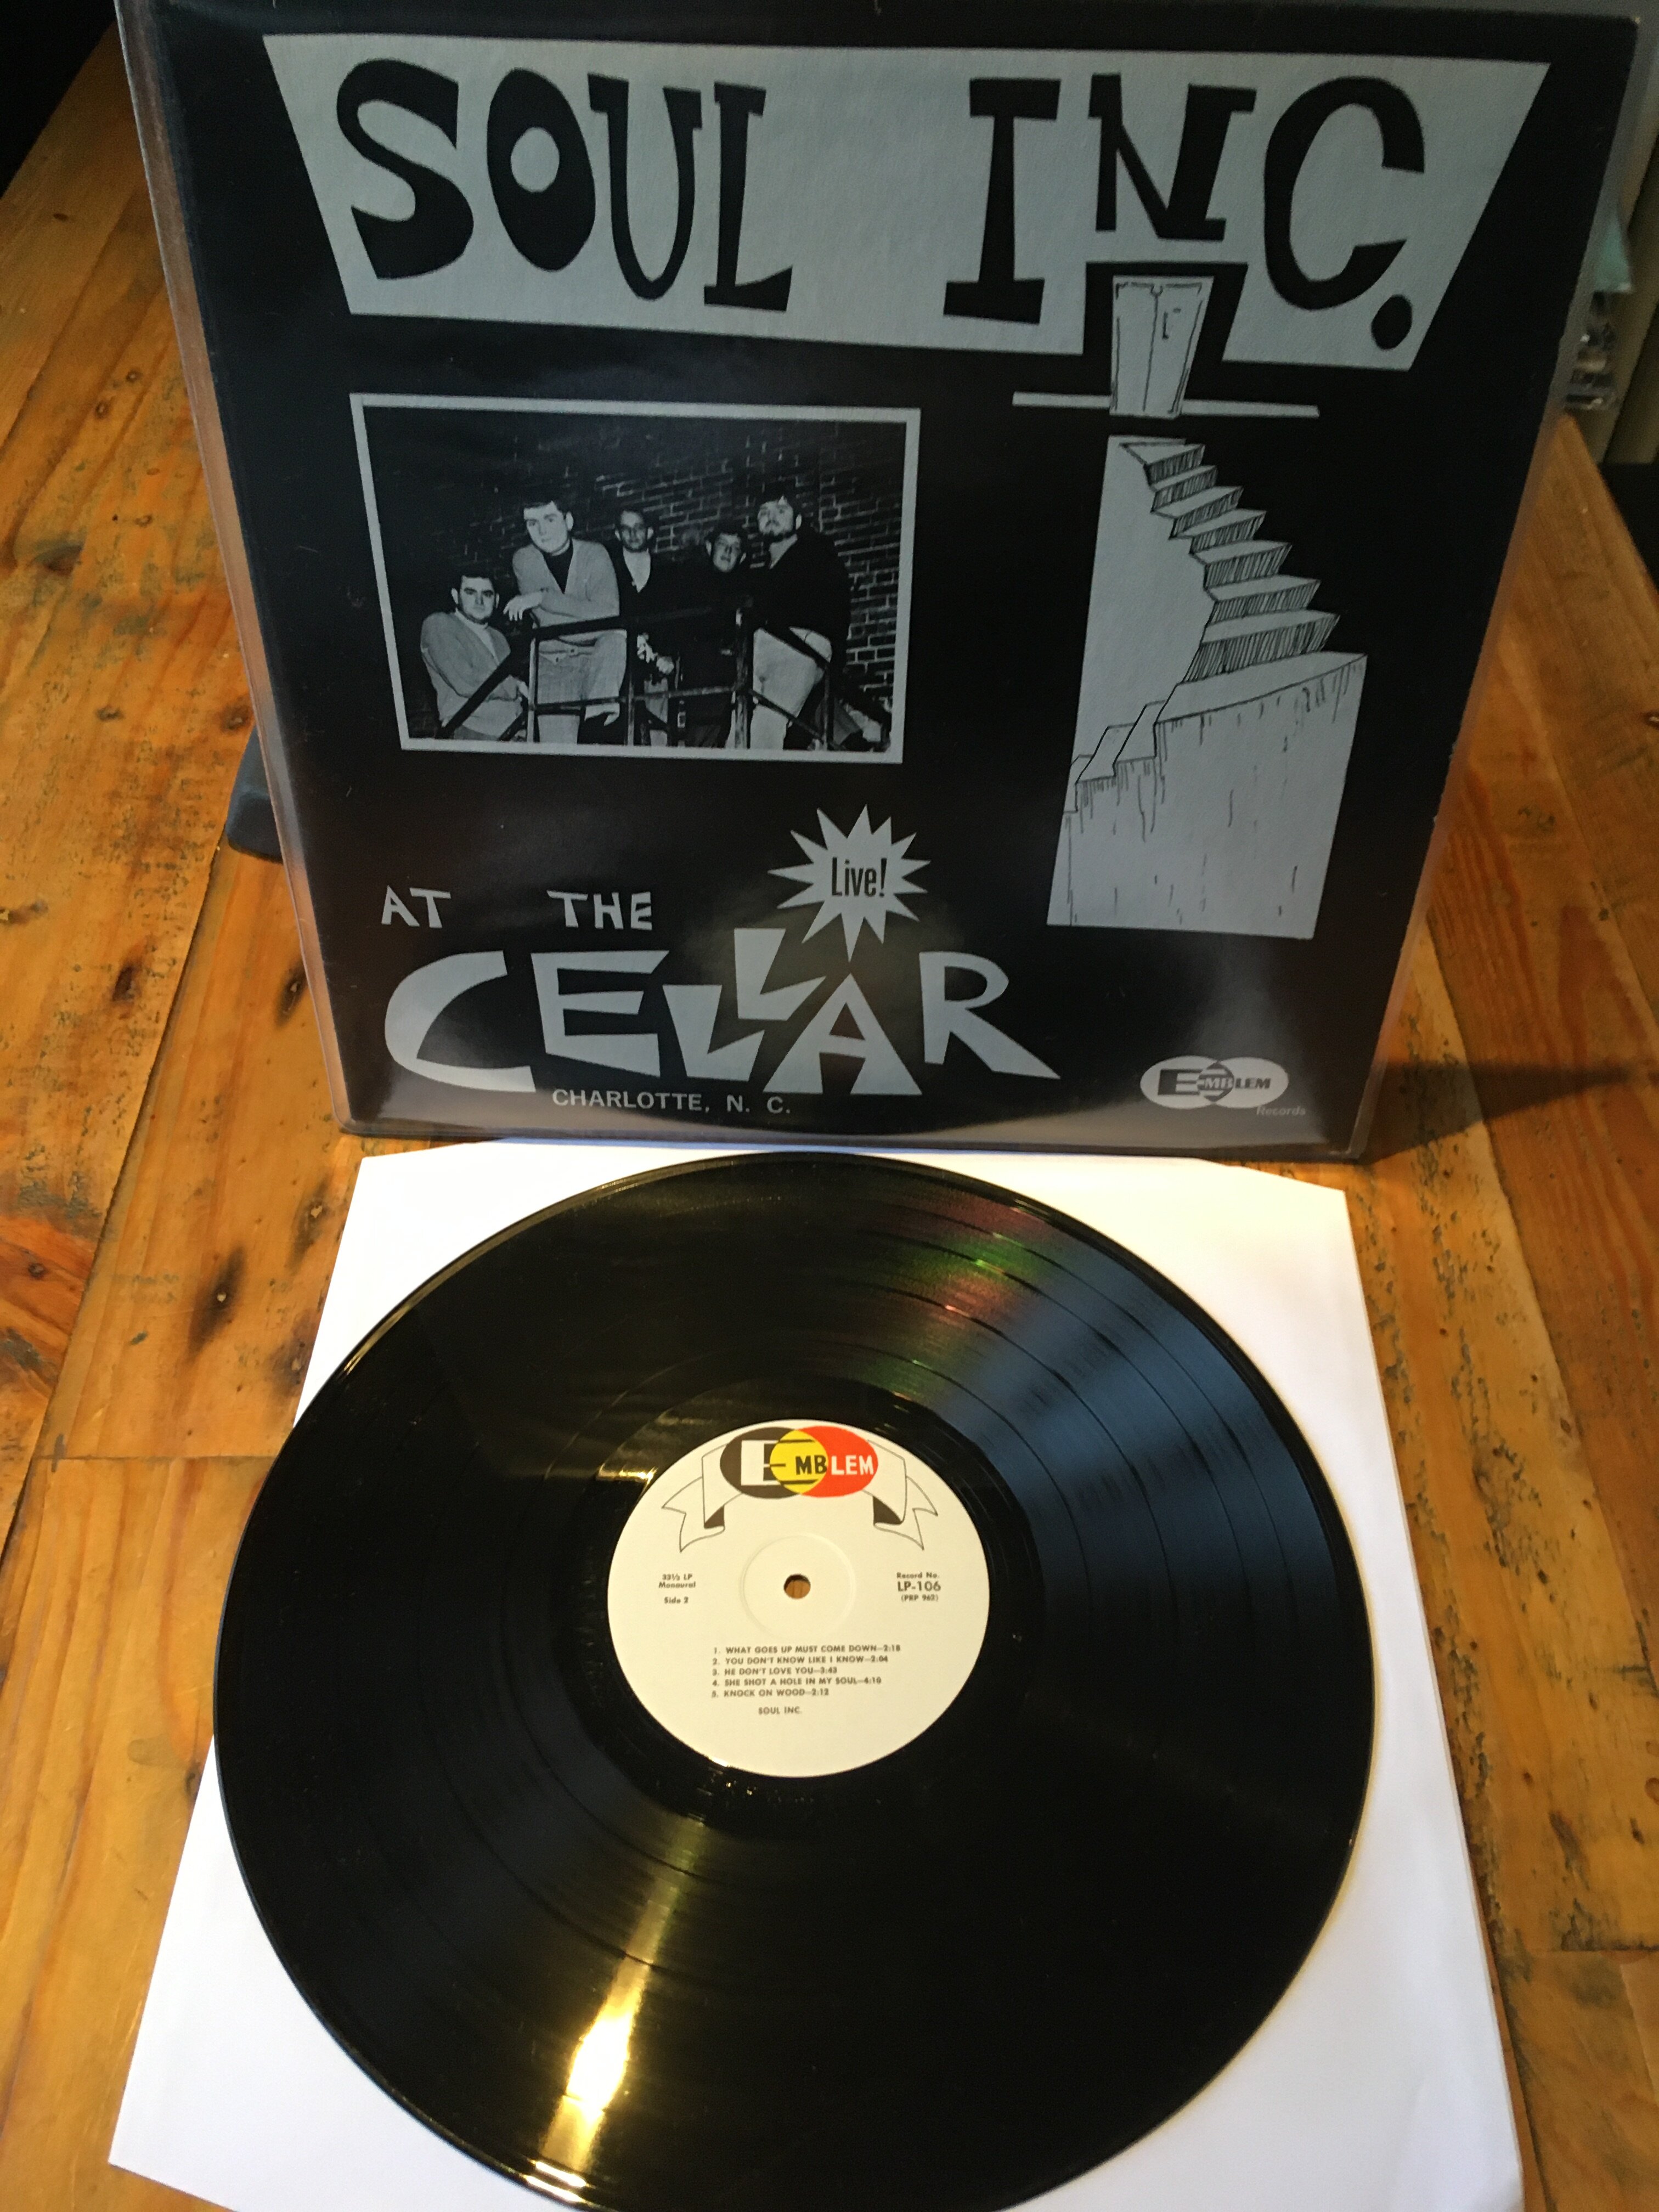 SOUL INC.
Live!
AT THE
CELLAR
CHARLOTTE, N. C.
EMBLEM
Records
EMBLEM
33⅓ LP
Monaural
Side 2
Record No.
LP-106
(PRP 962)
1. WHAT GOES UP MUST COME DOWN—2:18
2. YOU DON'T KNOW LIKE I KNOW—2:04
3. HE DON'T LOVE YOU—3:43
4. SHE SHOT A HOLE IN MY SOUL—4:10
5. KNOCK ON WOOD—2:12
SOUL INC.